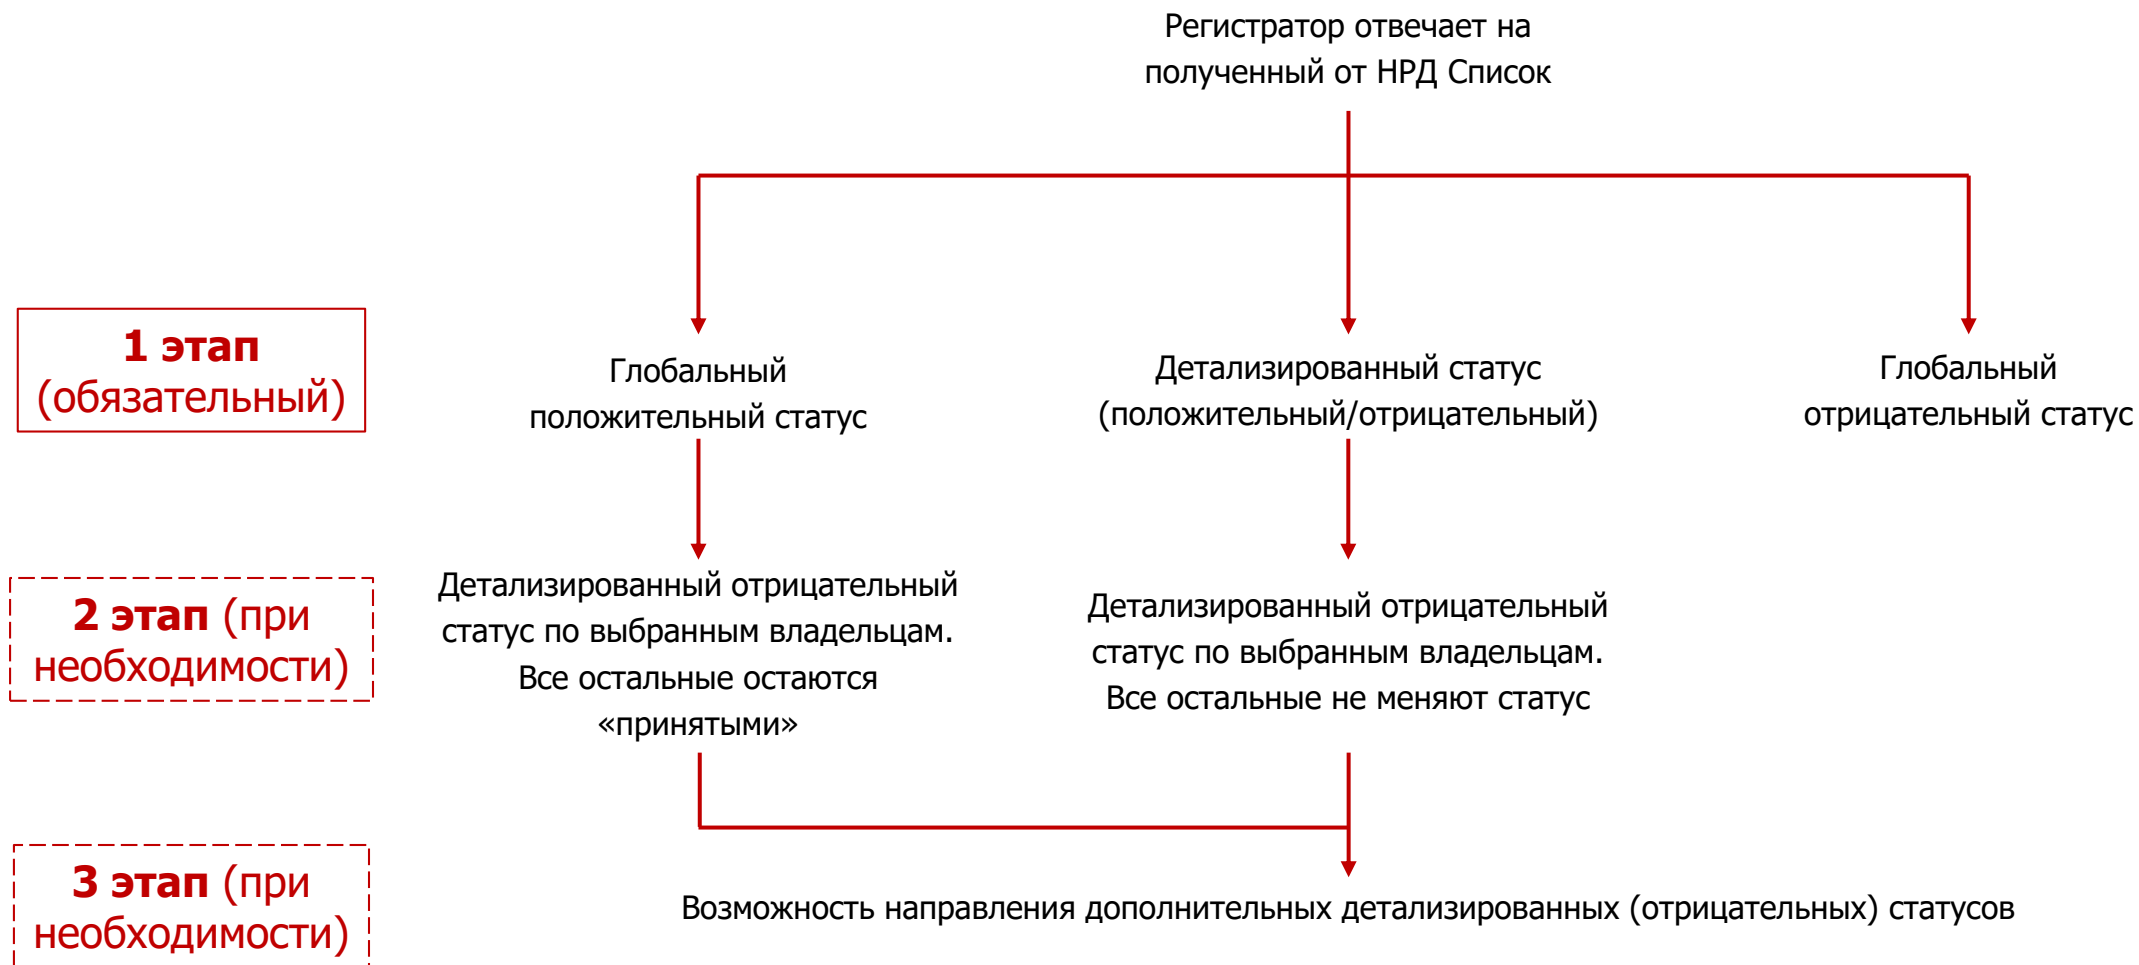 Регистратор отвечает на
полученный от НРД Список
1 этап
(обязательный)
Глобальный
положительный статус
Детализированный статус
(положительный/отрицательный)
Глобальный
отрицательный статус
2 этап (при
необходимости)
Детализированный отрицательный
статус по выбранным владельцам.
Все остальные остаются
«принятыми»
Детализированный отрицательный
статус по выбранным владельцам.
Все остальные не меняют статус
3 этап (при
необходимости)
Возможность направления дополнительных детализированных (отрицательных) статусов